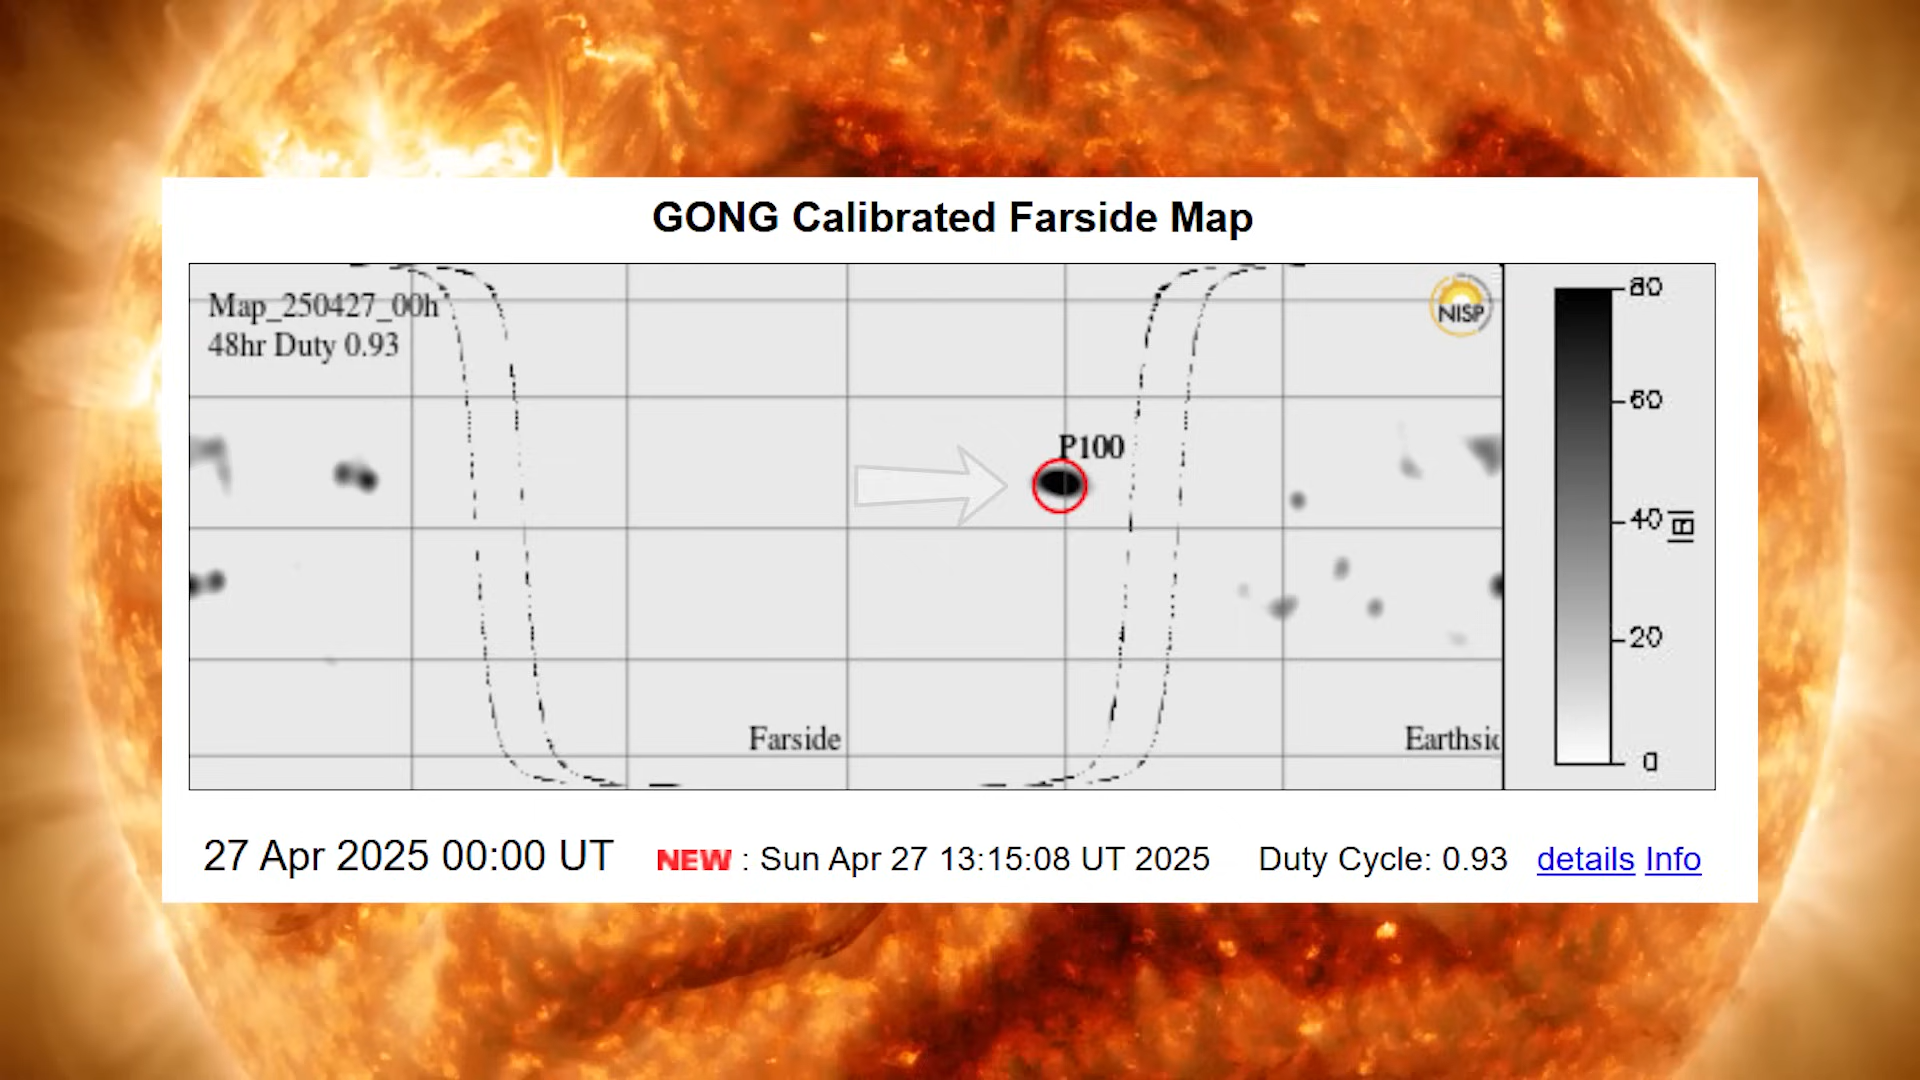 GONG Calibrated Farside Map
Map_250427_00h
48hr Duty 0.93
NISP
P100
80
60
40
20
0
|B|
Farside
Earthsic
27 Apr 2025 00:00 UT
NEW : Sun Apr 27 13:15:08 UT 2025
Duty Cycle: 0.93
details Info